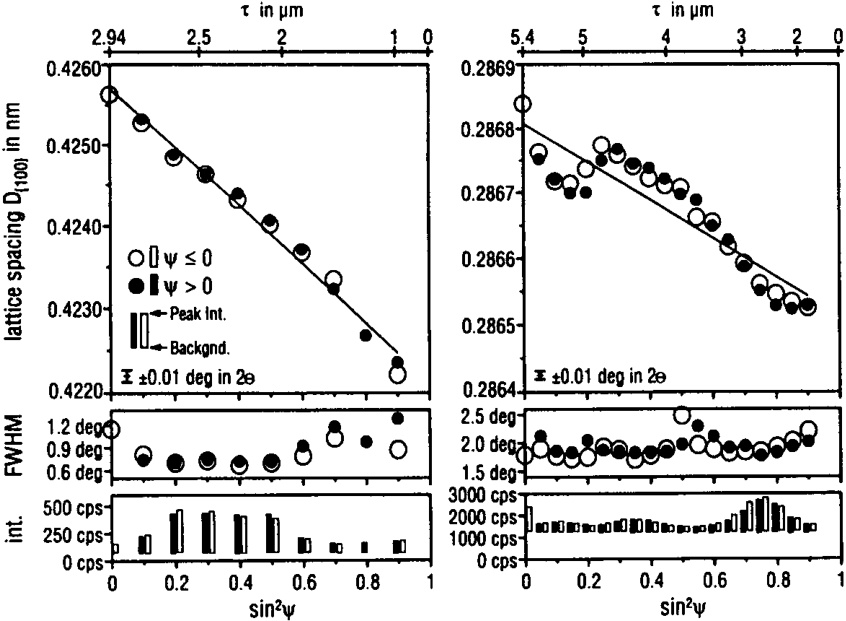 τ in µm
2.94 2.5 2 1 0
lattice spacing D{100} in nm
0.4260
0.4250
0.4240
0.4230
0.4220
ψ ≤ 0
ψ > 0
Peak Int.
Backgnd.
±0.01 deg in 2Θ
FWHM
1.2 deg
0.9 deg
0.6 deg
int.
500 cps
250 cps
0 cps
0 0.2 0.4 0.6 0.8 1
sin²ψ
τ in µm
5.4 5 4 3 2 0
0.2869
0.2868
0.2867
0.2866
0.2865
0.2864
±0.01 deg in 2Θ
2.5 deg
2.0 deg
1.5 deg
3000 cps
2000 cps
1000 cps
0 cps
0 0.2 0.4 0.6 0.8 1
sin²ψ